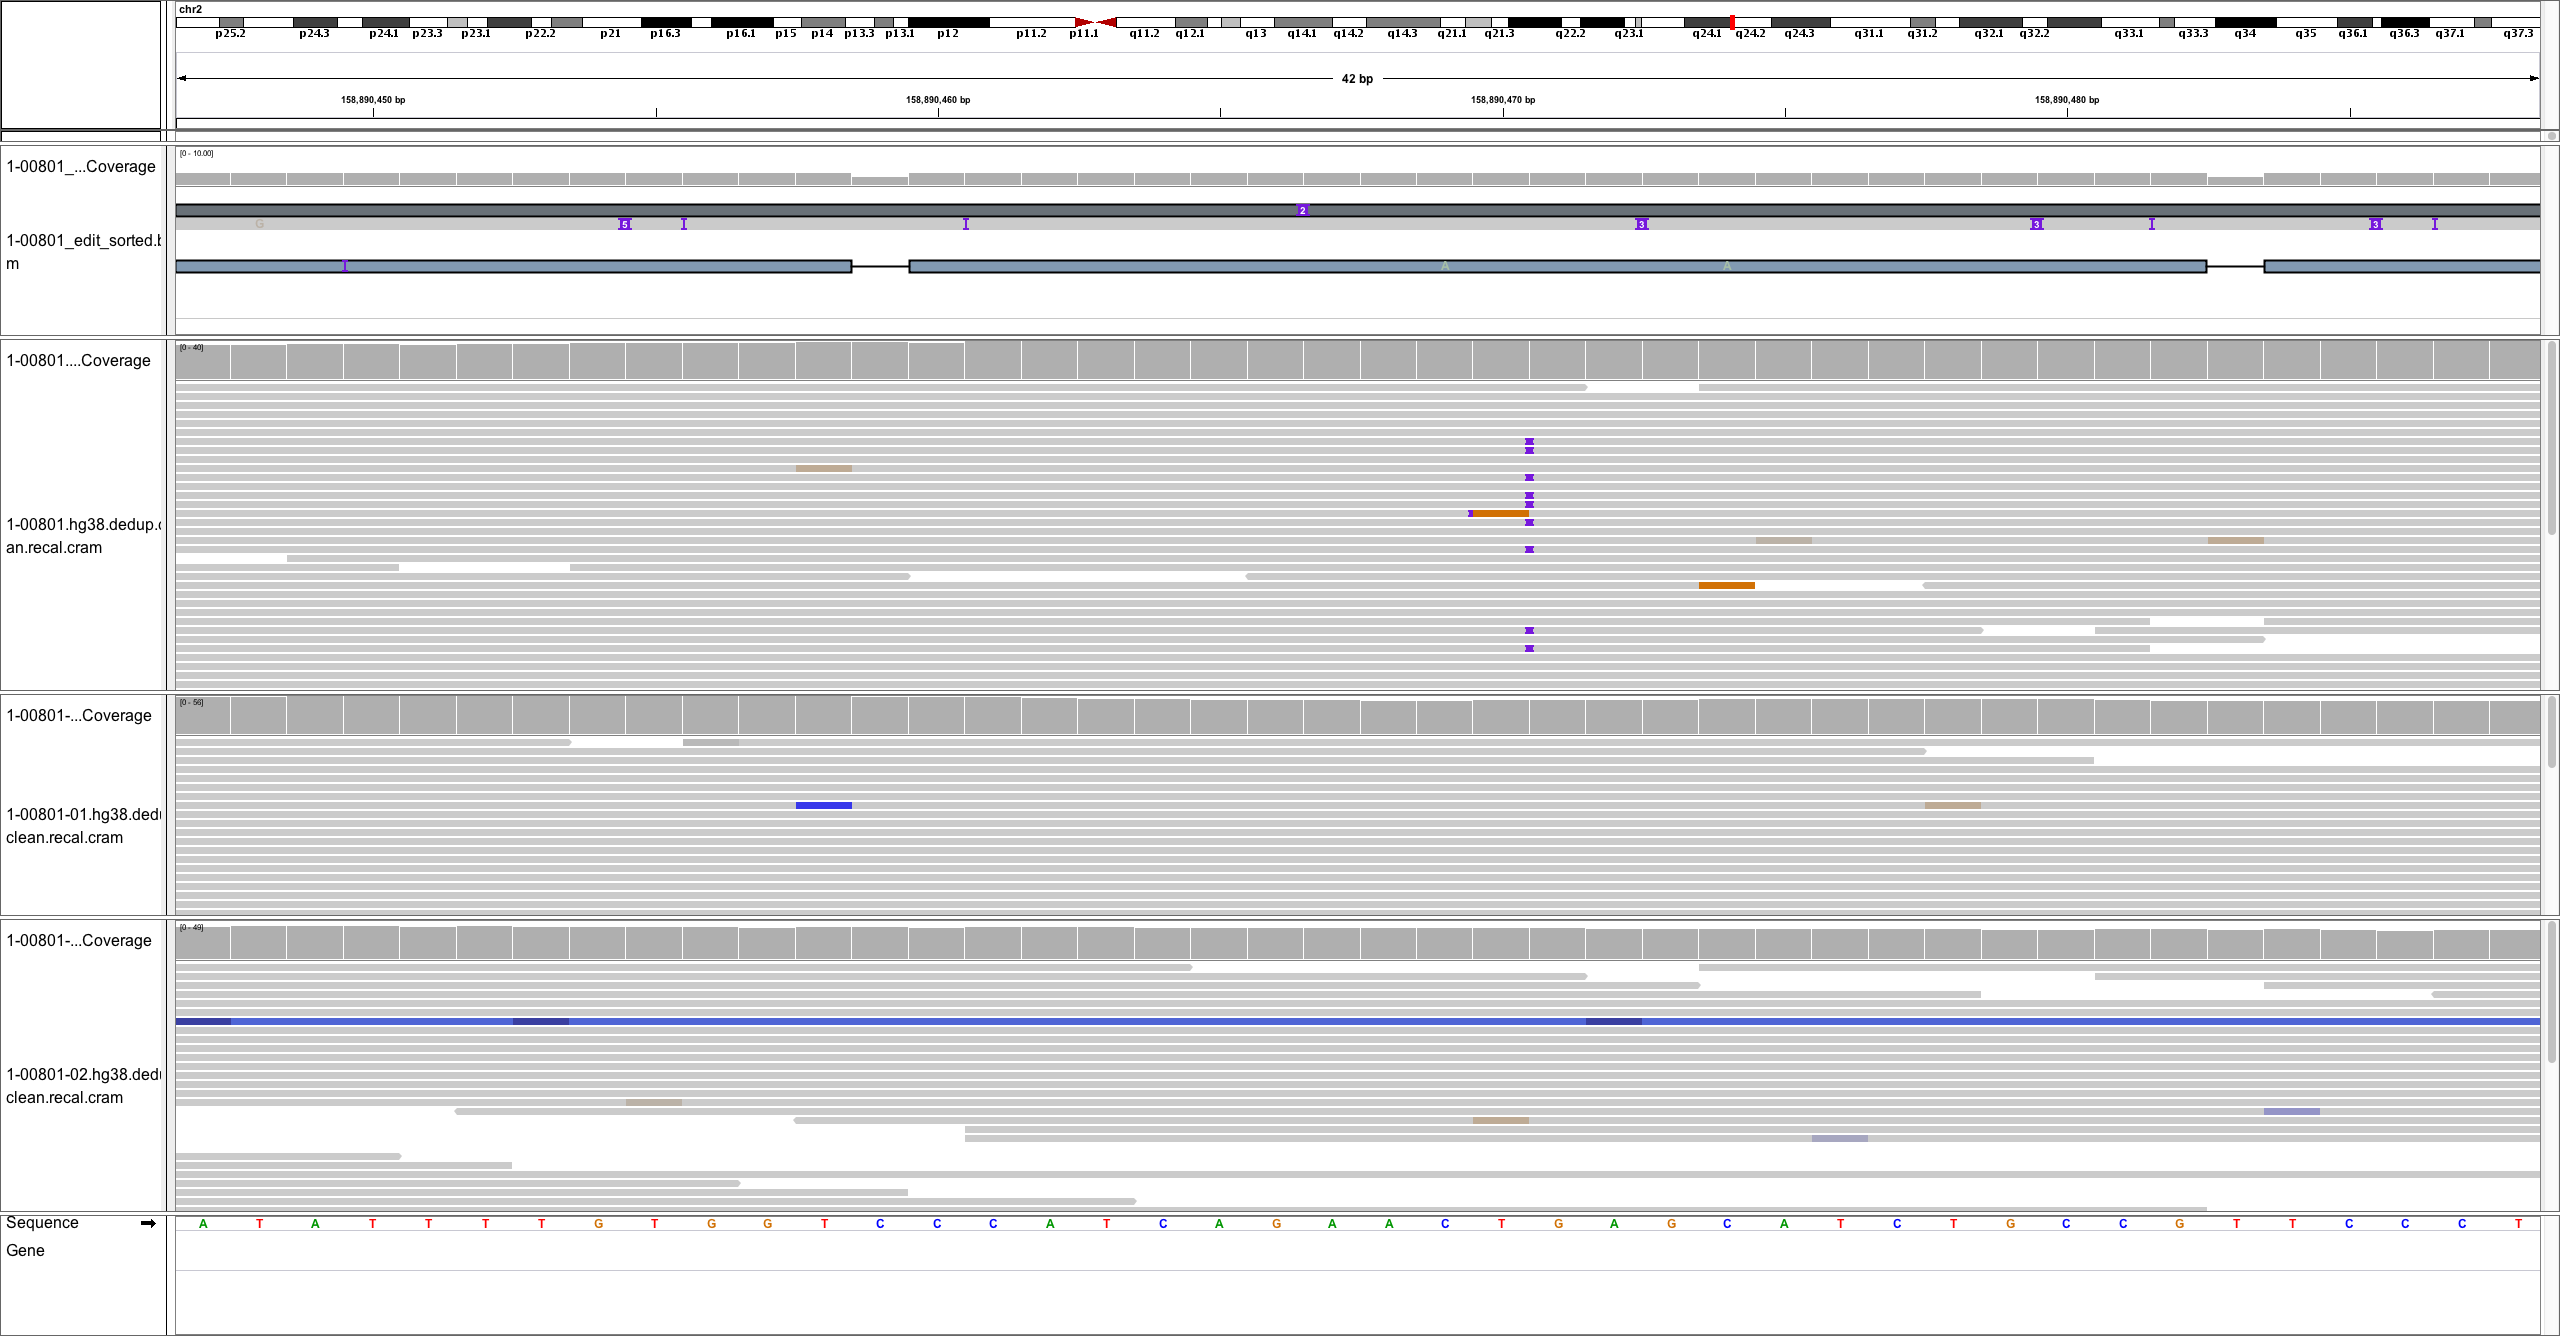 chr2
p25.2 p24.3 p24.1 p23.3 p23.1 p22.2 p21 p16.3 p16.1 p15 p14 p13.3 p13.1 p12 p11.2 p11.1 q11.2 q12.1 q13 q14.1 q14.2 q14.3 q21.1 q21.3 q22.2 q23.1 q24.1 q24.2 q24.3 q31.1 q31.2 q32.1 q32.2 q33.1 q33.3 q34 q35 q36.1 q36.3 q37.1 q37.3
42 bp
158,890,450 bp 158,890,460 bp 158,890,470 bp 158,890,480 bp
[0 - 10.00]
1-00801_...Coverage
2
G 5 3 3 3
1-00801_edit_sorted.b
m
A A
[0 - 40]
1-00801....Coverage
1-00801.hg38.dedup.c
an.recal.cram
[0 - 56]
1-00801-...Coverage
1-00801-01.hg38.dedu
clean.recal.cram
[0 - 49]
1-00801-...Coverage
1-00801-02.hg38.dedu
clean.recal.cram
Sequence A T A T T T T G T G G T C C C A T C A G A A C T G A G C A T C T G C C G T T C C C T
Gene